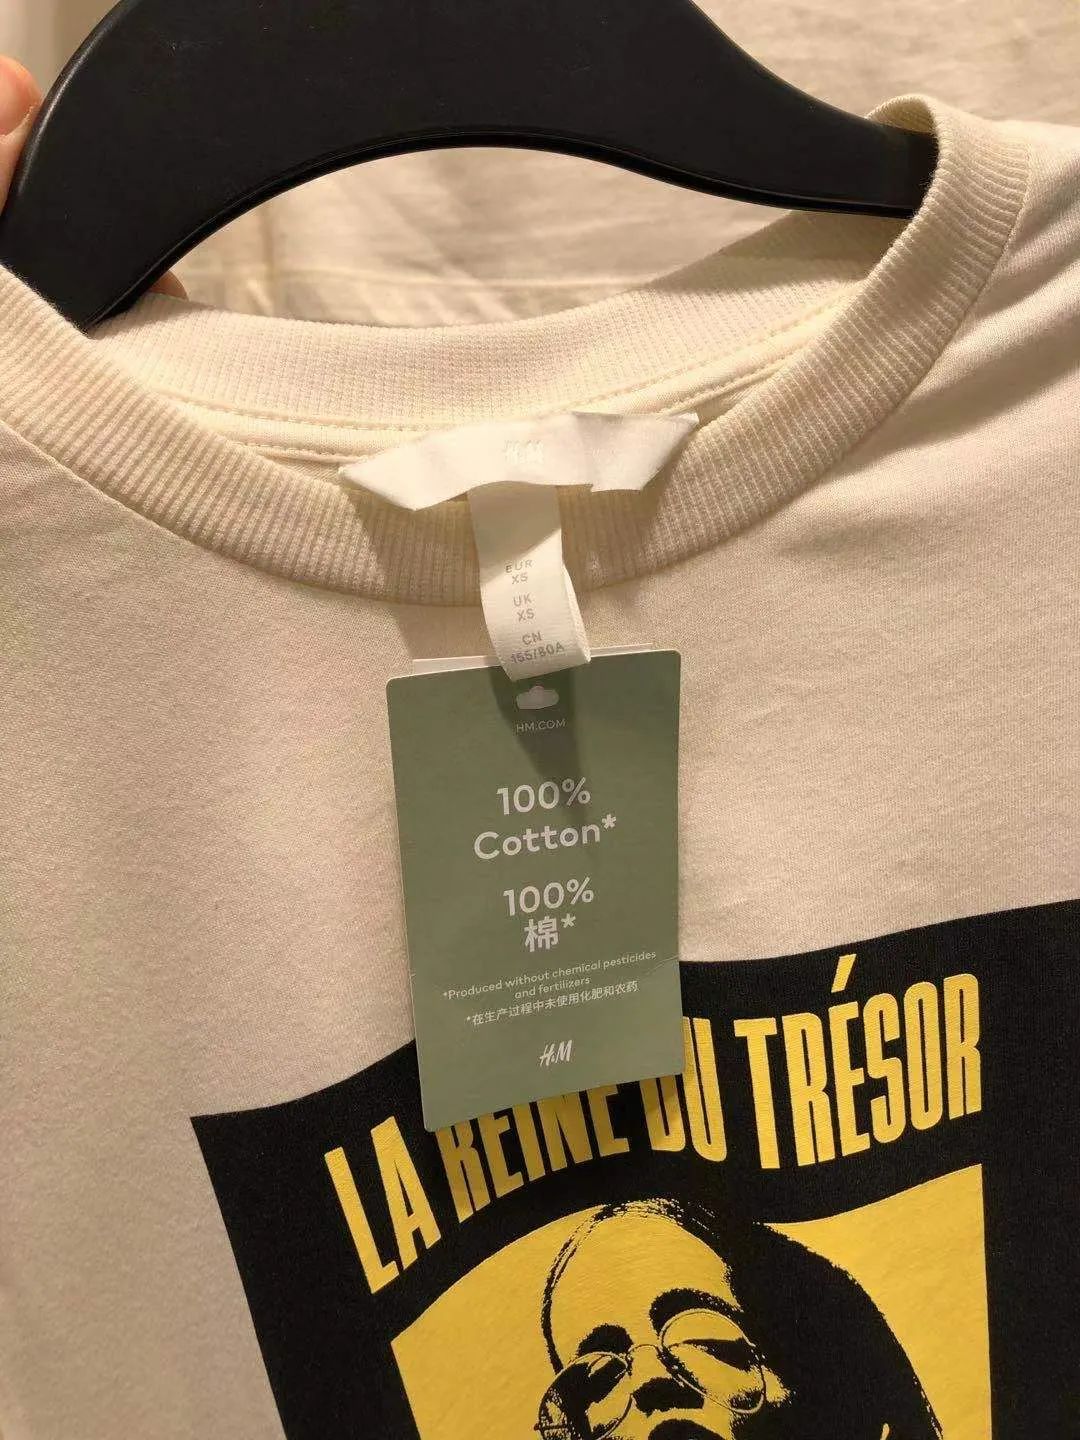 H&M
EUR
XS
UK
XS
CN
155/80A
HM.COM
100%
Cotton*
100%
棉*
*Produced without chemical pesticides
and fertilizers
*在生产过程中未使用化肥和农药
H&M
LA REINE DU TRÉSOR